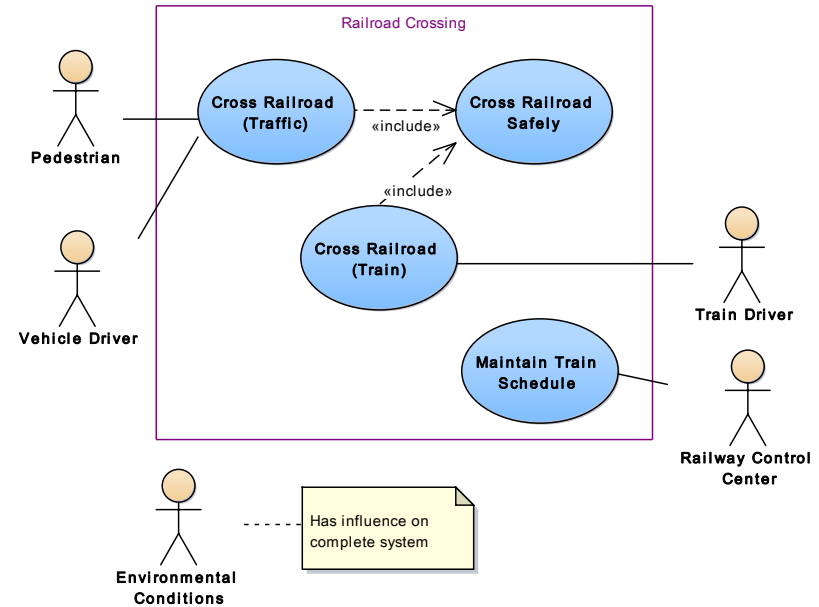 Railroad Crossing
Pedestrian
Cross Railroad
(Traffic)
«include»
Cross Railroad
Safely
«include»
Vehicle Driver
Cross Railroad
(Train)
Train Driver
Maintain Train
Schedule
Railway Control
Center
Environmental
Conditions
Has influence on
complete system